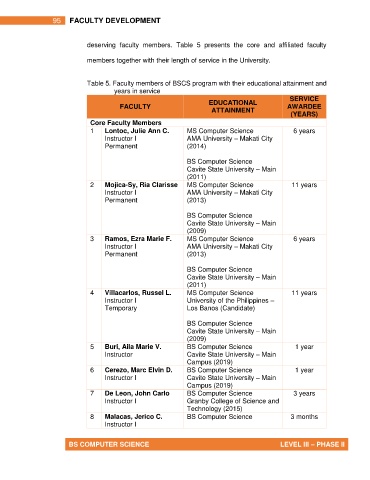 95 FACULTY DEVELOPMENT
deserving faculty members. Table 5 presents the core and affiliated faculty
members together with their length of service in the University.
Table 5. Faculty members of BSCS program with their educational attainment and
years in service
FACULTY EDUCATIONAL ATTAINMENT SERVICE AWARDEE (YEARS)
Core Faculty Members
1 Lontoc, Julie Ann C. MS Computer Science 6 years
Instructor I AMA University – Makati City
Permanent (2014)
BS Computer Science
Cavite State University – Main
(2011)
2 Mojica-Sy, Ria Clarisse MS Computer Science 11 years
Instructor I AMA University – Makati City
Permanent (2013)
BS Computer Science
Cavite State University – Main
(2009)
3 Ramos, Ezra Marie F. MS Computer Science 6 years
Instructor I AMA University – Makati City
Permanent (2013)
BS Computer Science
Cavite State University – Main
(2011)
4 Villacarlos, Russel L. MS Computer Science 11 years
Instructor I University of the Philippines –
Temporary Los Banos (Candidate)
BS Computer Science
Cavite State University – Main
(2009)
5 Buri, Aila Marie V. BS Computer Science 1 year
Instructor Cavite State University – Main
Campus (2019)
6 Cerezo, Marc Elvin D. BS Computer Science 1 year
Instructor I Cavite State University – Main
Campus (2019)
7 De Leon, John Carlo BS Computer Science 3 years
Instructor I Granby College of Science and
Technology (2015)
8 Malacas, Jerico C. BS Computer Science 3 months
Instructor I
BS COMPUTER SCIENCE LEVEL III – PHASE II